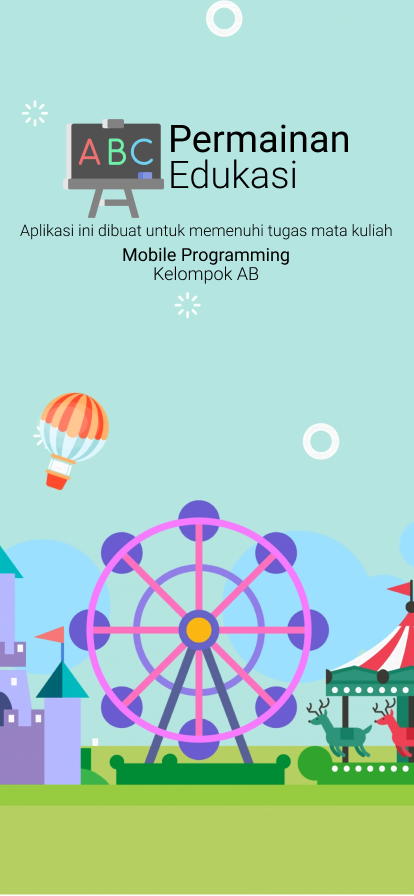 ABC
Permainan
Edukasi
Aplikasi ini dibuat untuk memenuhi tugas mata kuliah
Mobile Programming
Kelompok AB